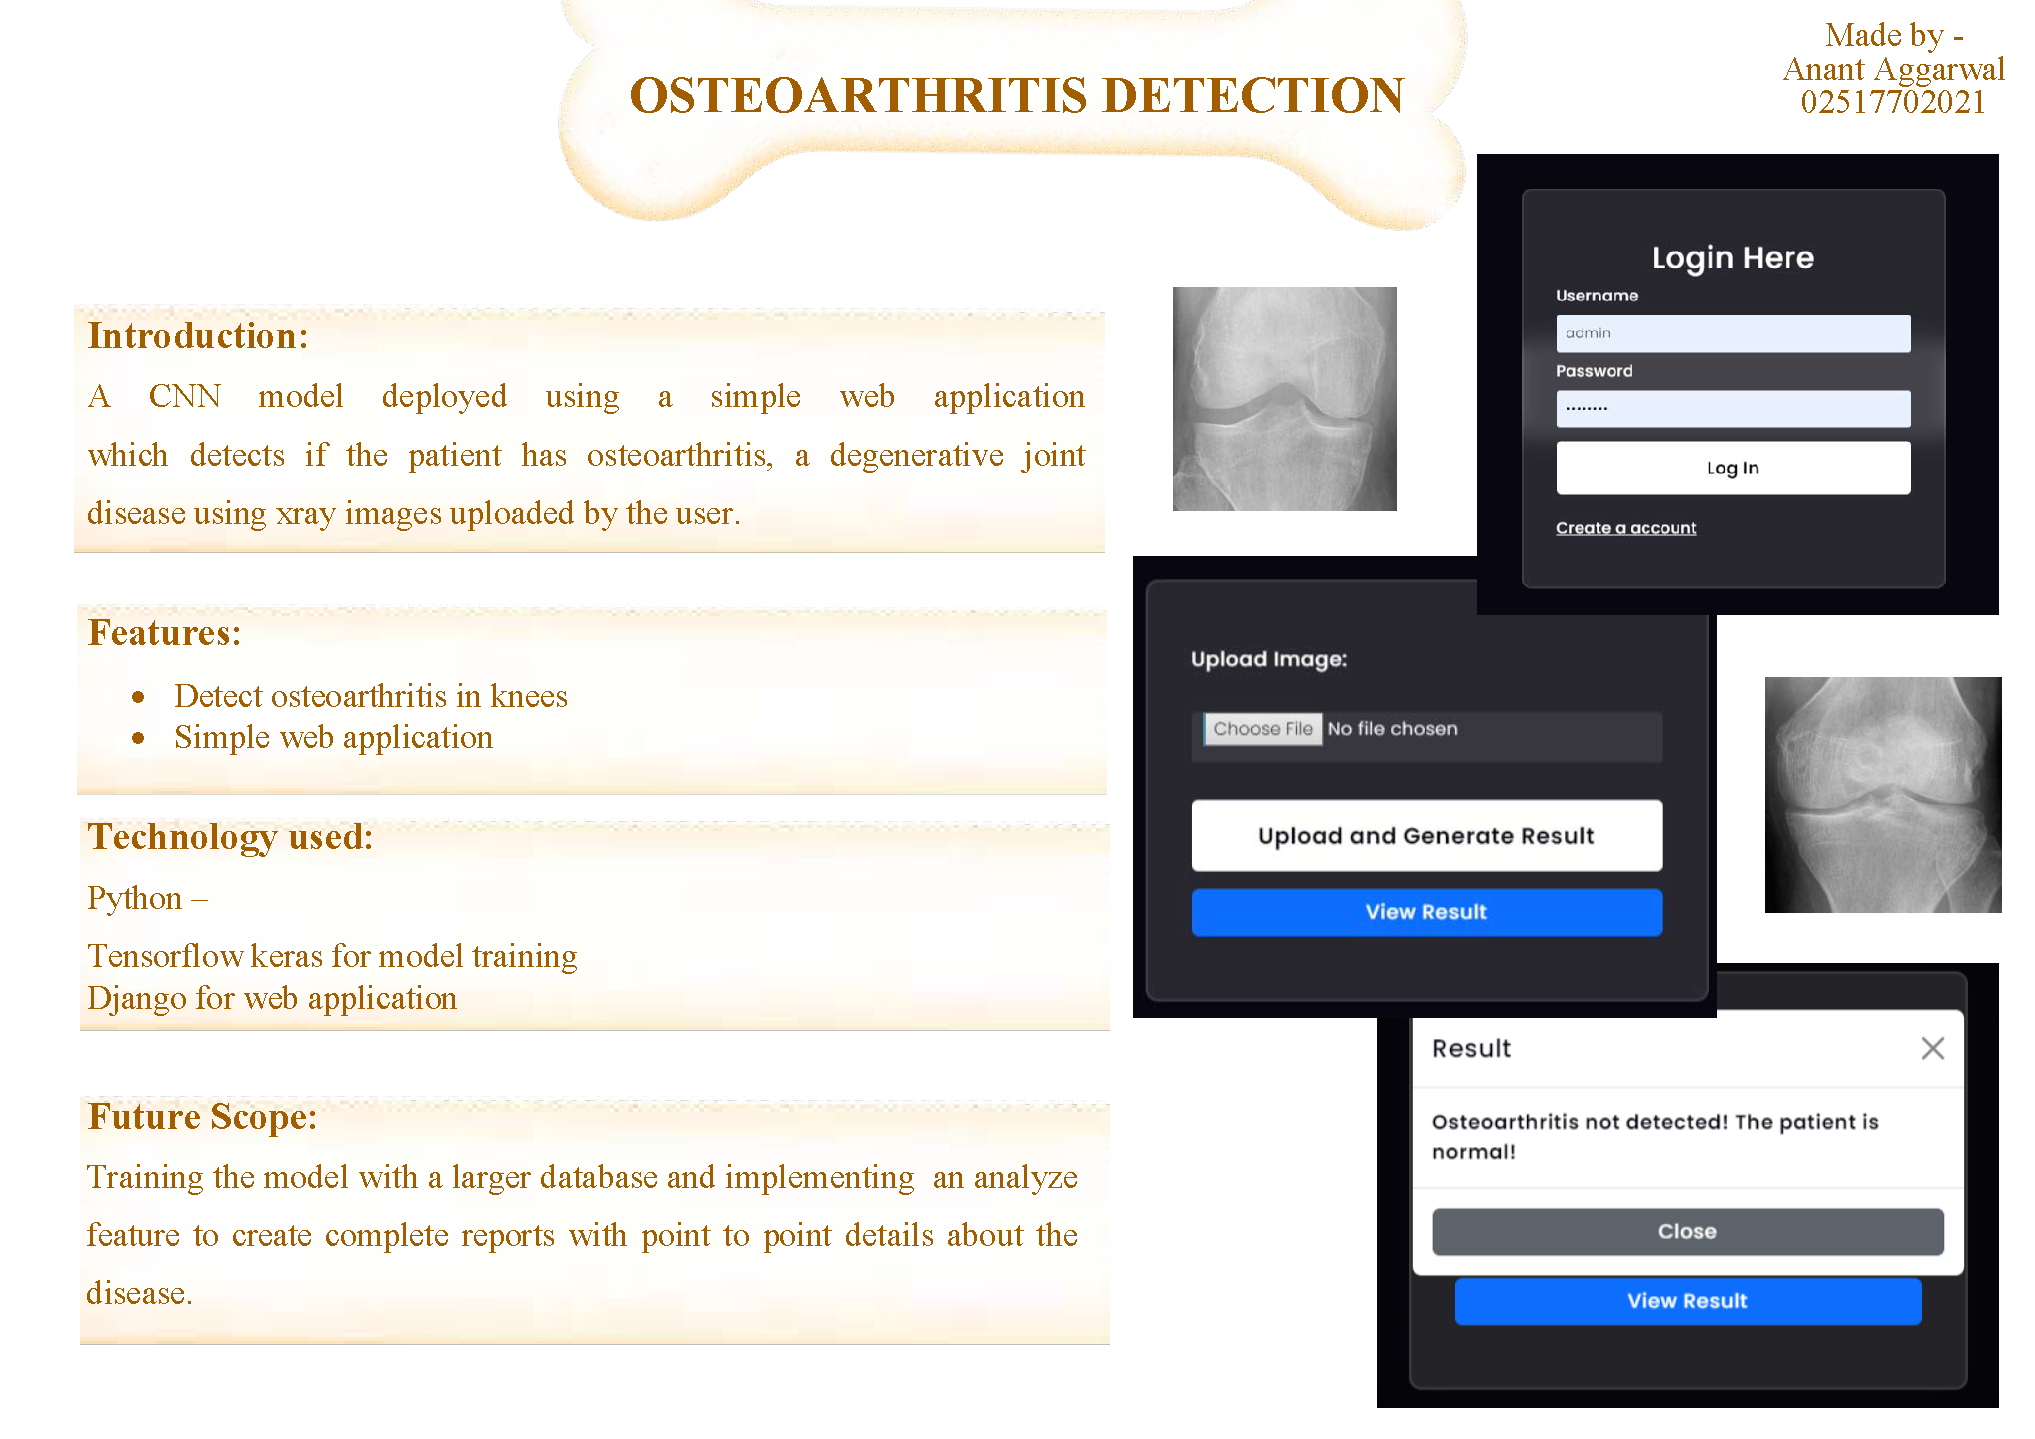 OSTEOARTHRITIS DETECTION
Made by -
Anant Aggarwal
02517702021
Introduction:
A CNN model deployed using a simple web application
which detects if the patient has osteoarthritis, a degenerative joint
disease using xray images uploaded by the user.
Features:
• Detect osteoarthritis in knees
• Simple web application
Technology used:
Python –
Tensorflow keras for model training
Django for web application
Future Scope:
Training the model with a larger database and implementing an analyze
feature to create complete reports with point to point details about the
disease.
Login Here
Username
admin
Password
········
Log In
Create a account
Upload Image:
Choose File No file chosen
Upload and Generate Result
View Result
Result
Osteoarthritis not detected! The patient is
normal!
Close
View Result